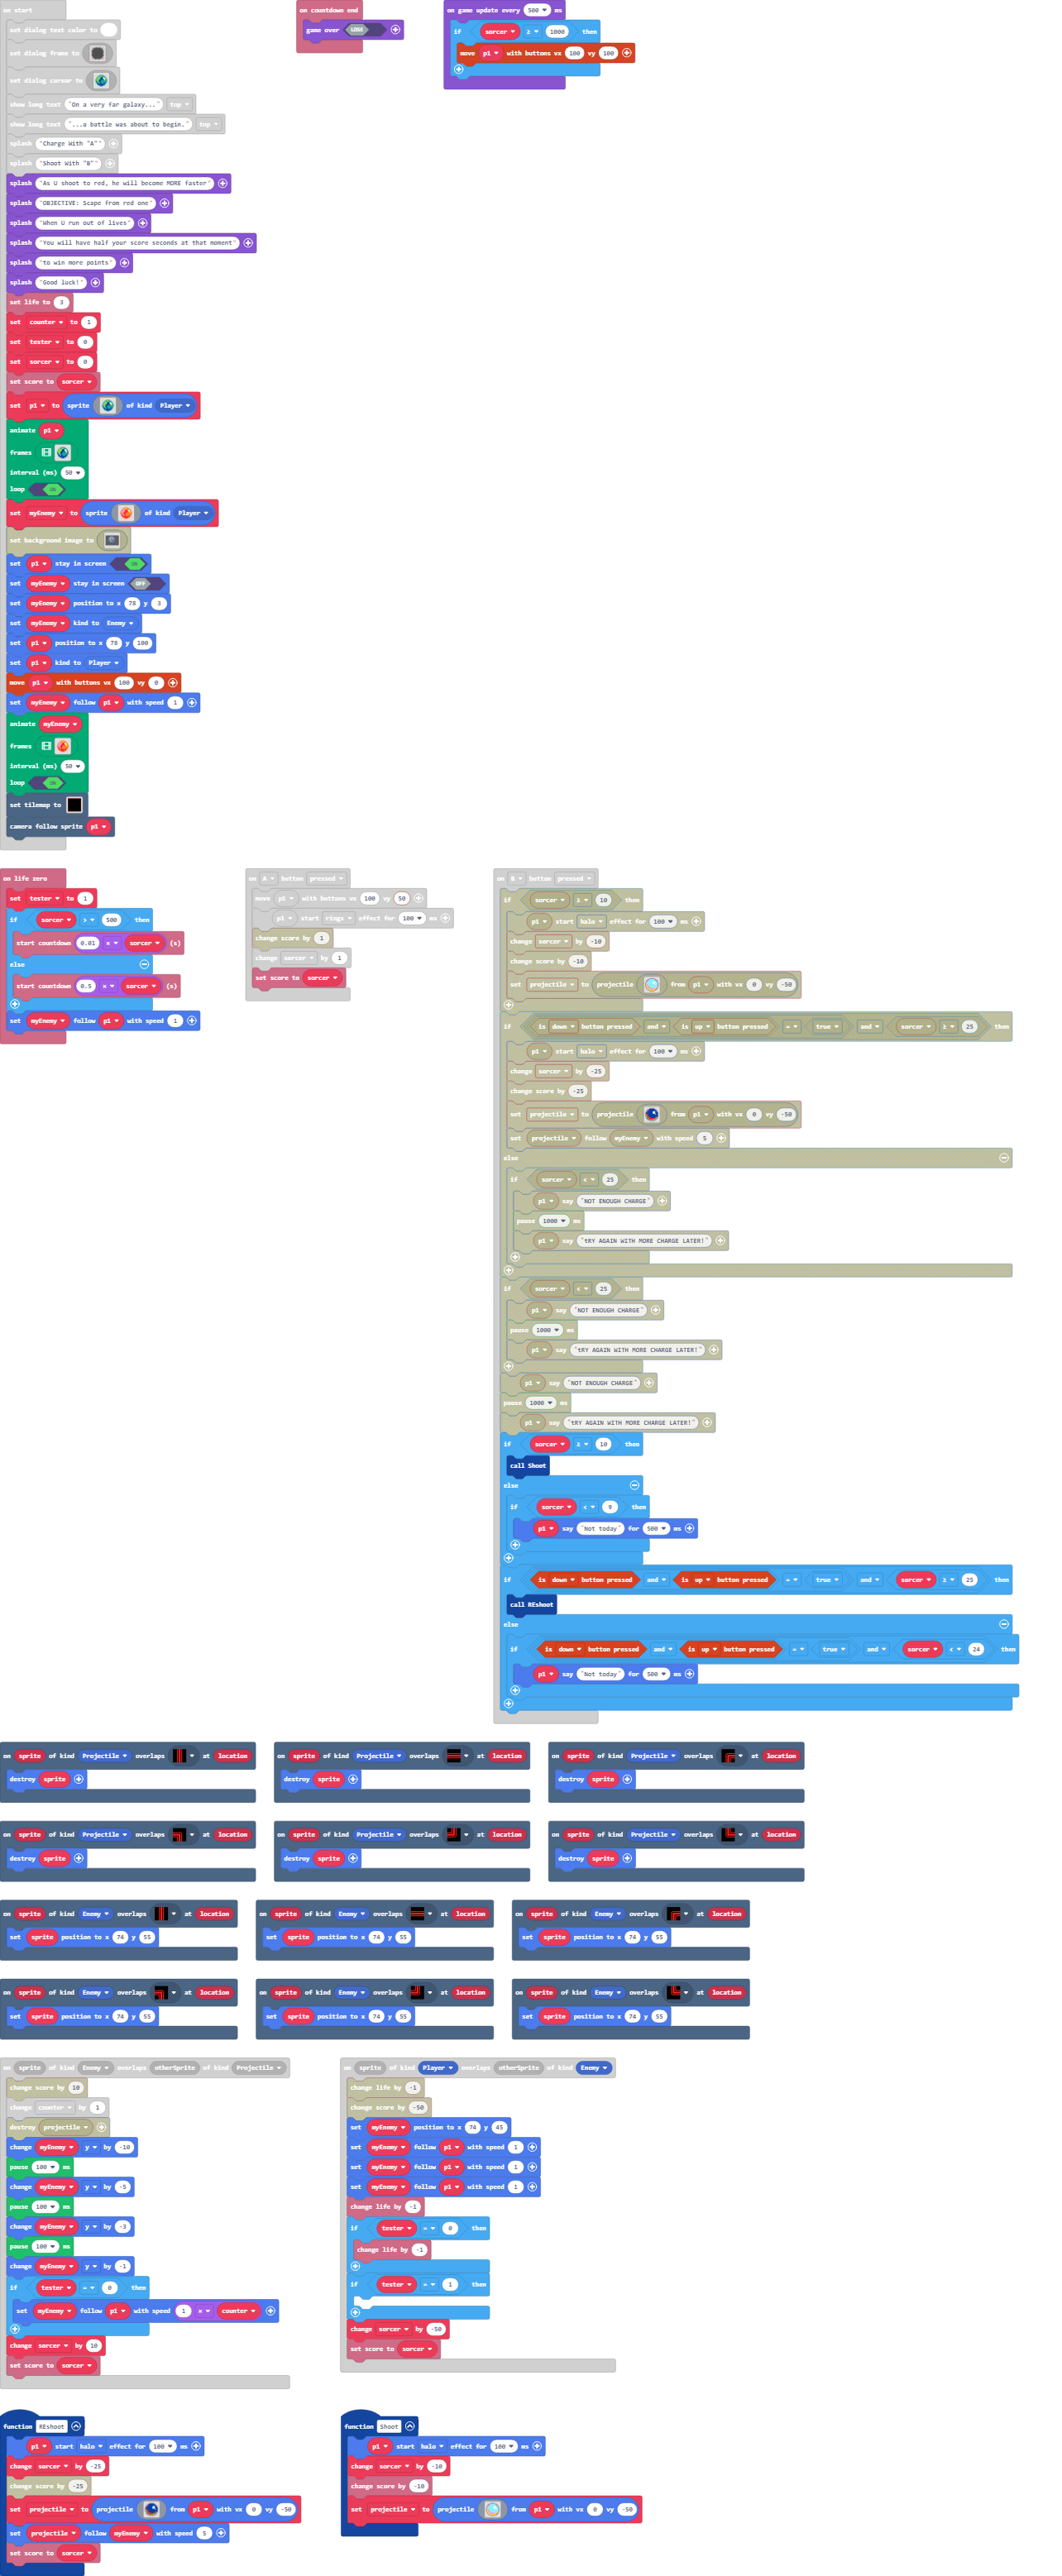 on start
set dialog text color to
set dialog frame to
set dialog cursor to
show long text "On a very far galaxy..." top
show long text "...a battle was about to begin." top
splash "Charge With "A""
splash "Shoot With "B""
splash "As U shoot to red, he will become MORE faster"
splash "OBJECTIVE: Scape from red one"
splash "When U run out of lives"
splash "You will have half your score seconds at that moment"
splash "to win more points"
splash "Good luck!"
set life to 3
set counter to 1
set tester to 0
set sorcer to 0
set score to sorcer
set p1 to sprite of kind Player
animate p1
frames
interval (ms) 50
loop ON
set myEnemy to sprite of kind Player
set background image to
set p1 stay in screen ON
set myEnemy stay in screen OFF
set myEnemy position to x 78 y 3
set myEnemy kind to Enemy
set p1 position to x 78 y 100
set p1 kind to Player
move p1 with buttons vx 100 vy 0
set myEnemy follow p1 with speed 1
animate myEnemy
frames
interval (ms) 50
loop ON
set tilemap to
camera follow sprite p1
on countdown end
game over LOSE
on game update every 500 ms
if sorcer ≥ 1000 then
move p1 with buttons vx 100 vy 100
on life zero
set tester to 1
if sorcer > 500 then
start countdown 0.01 × sorcer (s)
else
start countdown 0.5 × sorcer (s)
set myEnemy follow p1 with speed 1
on A button pressed
move p1 with buttons vx 100 vy 50
p1 start rings effect for 100 ms
change score by 1
change sorcer by 1
set score to sorcer
on B button pressed
if sorcer ≥ 10 then
p1 start halo effect for 100 ms
change sorcer by -10
change score by -10
set projectile to projectile from p1 with vx 0 vy -50
if is down button pressed and is up button pressed = true and sorcer ≥ 25 then
p1 start halo effect for 100 ms
change sorcer by -25
change score by -25
set projectile to projectile from p1 with vx 0 vy -50
set projectile follow myEnemy with speed 5
else
if sorcer < 25 then
p1 say "NOT ENOUGH CHARGE"
pause 1000 ms
p1 say "tRY AGAIN WITH MORE CHARGE LATER!"
if sorcer < 25 then
p1 say "NOT ENOUGH CHARGE"
pause 1000 ms
p1 say "tRY AGAIN WITH MORE CHARGE LATER!"
p1 say "NOT ENOUGH CHARGE"
pause 1000 ms
p1 say "tRY AGAIN WITH MORE CHARGE LATER!"
if sorcer ≥ 10 then
call Shoot
else
if sorcer < 9 then
p1 say "Not today" for 500 ms
if is down button pressed and is up button pressed = true and sorcer ≥ 25 then
call REshoot
else
if is down button pressed and is up button pressed = true and sorcer < 24 then
p1 say "Not today" for 500 ms
on sprite of kind Projectile overlaps at location
destroy sprite
on sprite of kind Projectile overlaps at location
destroy sprite
on sprite of kind Projectile overlaps at location
destroy sprite
on sprite of kind Projectile overlaps at location
destroy sprite
on sprite of kind Projectile overlaps at location
destroy sprite
on sprite of kind Projectile overlaps at location
destroy sprite
on sprite of kind Enemy overlaps at location
set sprite position to x 74 y 55
on sprite of kind Enemy overlaps at location
set sprite position to x 74 y 55
on sprite of kind Enemy overlaps at location
set sprite position to x 74 y 55
on sprite of kind Enemy overlaps at location
set sprite position to x 74 y 55
on sprite of kind Enemy overlaps at location
set sprite position to x 74 y 55
on sprite of kind Enemy overlaps at location
set sprite position to x 74 y 55
on sprite of kind Enemy overlaps otherSprite of kind Projectile
change score by 10
change counter by 1
destroy projectile
change myEnemy y by -10
pause 100 ms
change myEnemy y by -5
pause 100 ms
change myEnemy y by -3
pause 100 ms
change myEnemy y by -1
if tester = 0 then
set myEnemy follow p1 with speed 1 × counter
change sorcer by 10
set score to sorcer
on sprite of kind Player overlaps otherSprite of kind Enemy
change life by -1
change score by -50
set myEnemy position to x 74 y 45
set myEnemy follow p1 with speed 1
set myEnemy follow p1 with speed 1
set myEnemy follow p1 with speed 1
change life by -1
if tester = 0 then
change life by -1
if tester = 1 then
change sorcer by -50
set score to sorcer
function REshoot
p1 start halo effect for 100 ms
change sorcer by -25
change score by -25
set projectile to projectile from p1 with vx 0 vy -50
set projectile follow myEnemy with speed 5
set score to sorcer
function Shoot
p1 start halo effect for 100 ms
change sorcer by -10
change score by -10
set projectile to projectile from p1 with vx 0 vy -50